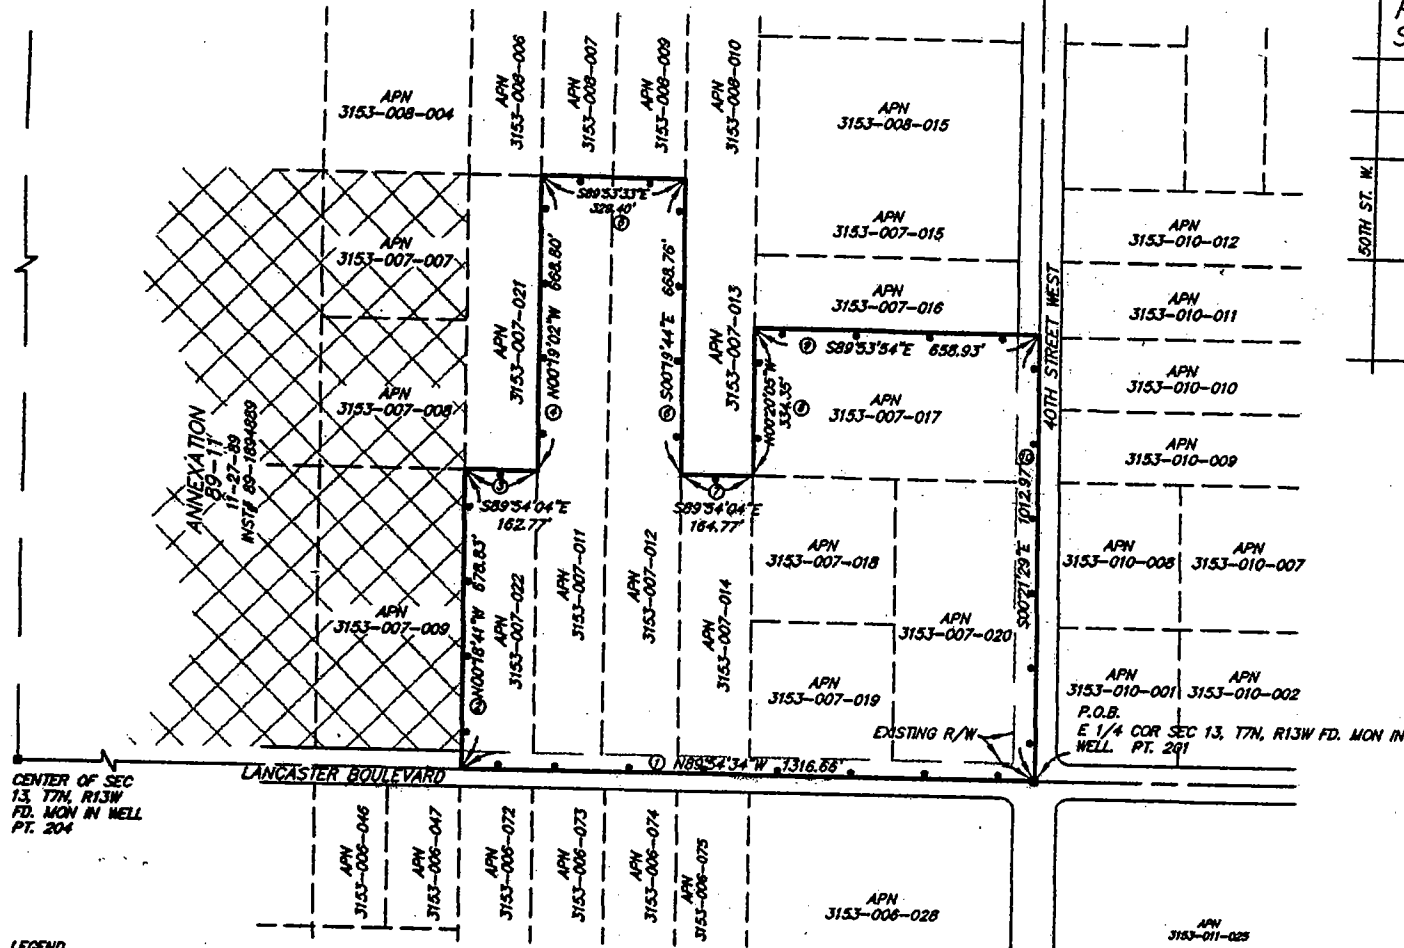 APN
3153-008-004
APN
3153-008-006
APN
3153-008-007
APN
3153-008-009
APN
3153-008-010
APN
3153-008-015
50TH ST. W.
S89°53'33"E
329.40'
5
APN
3153-007-007
APN
3153-007-021
4 N00°19'02"W 668.80'
6 S00°19'44"E 668.76'
APN
3153-007-013
APN
3153-007-015
APN
3153-007-016
9 S89°53'54"E 658.93'
N00°20'05"W
334.35'
8
APN
3153-007-017
40TH STREET WEST
APN
3153-010-012
APN
3153-010-011
APN
3153-010-010
APN
3153-010-009
ANNEXATION
89-11
11-27-89
INST# 89-1894889
APN
3153-007-008
3
S89°54'04"E
162.77'
7
S89°54'04"E
164.77'
10
S00°21'29"E 1012.97'
APN
3153-007-009
2 N00°18'41"W 678.83'
APN
3153-007-022
APN
3153-007-011
APN
3153-007-012
APN
3153-007-014
APN
3153-007-018
APN
3153-007-020
APN
3153-007-019
APN
3153-010-008
APN
3153-010-007
APN
3153-010-001
APN
3153-010-002
EXISTING R/W
P.O.B.
E 1/4 COR SEC 13, T7N, R13W FD. MON IN
WELL. PT. 201
1 N89°54'34"W 1316.66'
LANCASTER BOULEVARD
CENTER OF SEC
13, T7N, R13W
FD. MON IN WELL
PT. 204
APN
3153-006-046
APN
3153-006-047
APN
3153-006-072
APN
3153-006-073
APN
3153-006-074
APN
3153-006-075
APN
3153-006-028
APN
3153-011-025
LEGEND